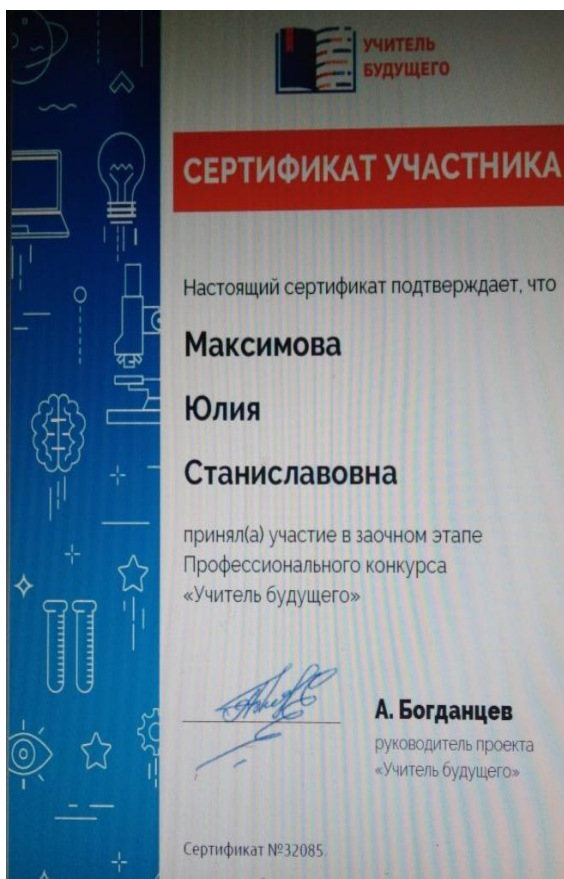 УЧИТЕЛЬ
БУДУЩЕГО
СЕРТИФИКАТ УЧАСТНИКА
Настоящий сертификат подтверждает, что
Максимова
Юлия
Станиславовна
принял(а) участие в заочном этапе
Профессионального конкурса
«Учитель будущего»
А. Богданцев
руководитель проекта
«Учитель будущего»
Сертификат №32085